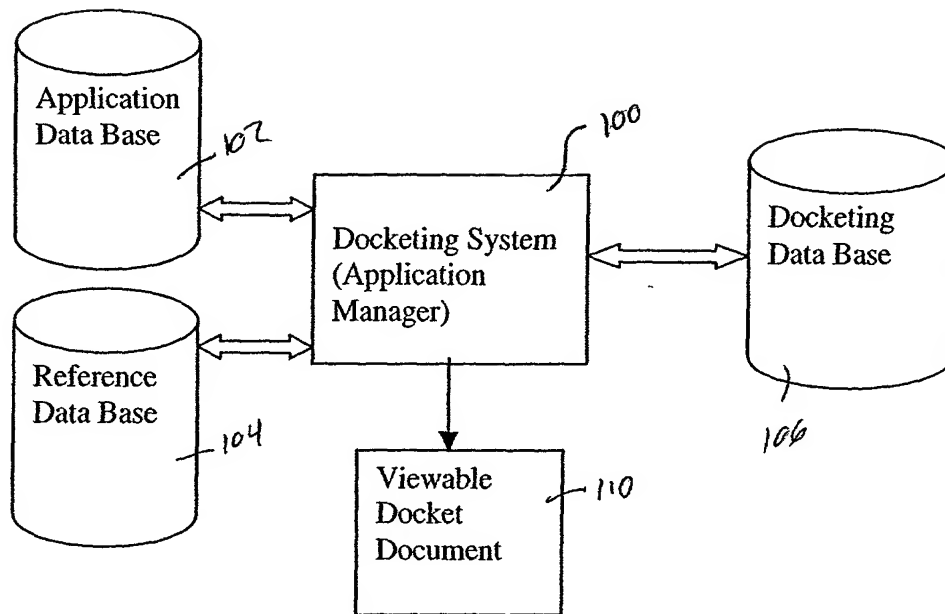 Application
Data Base
102
100
Docketing System
(Application
Manager)
Docketing
Data Base
106
Reference
Data Base
104
Viewable
Docket
Document
110